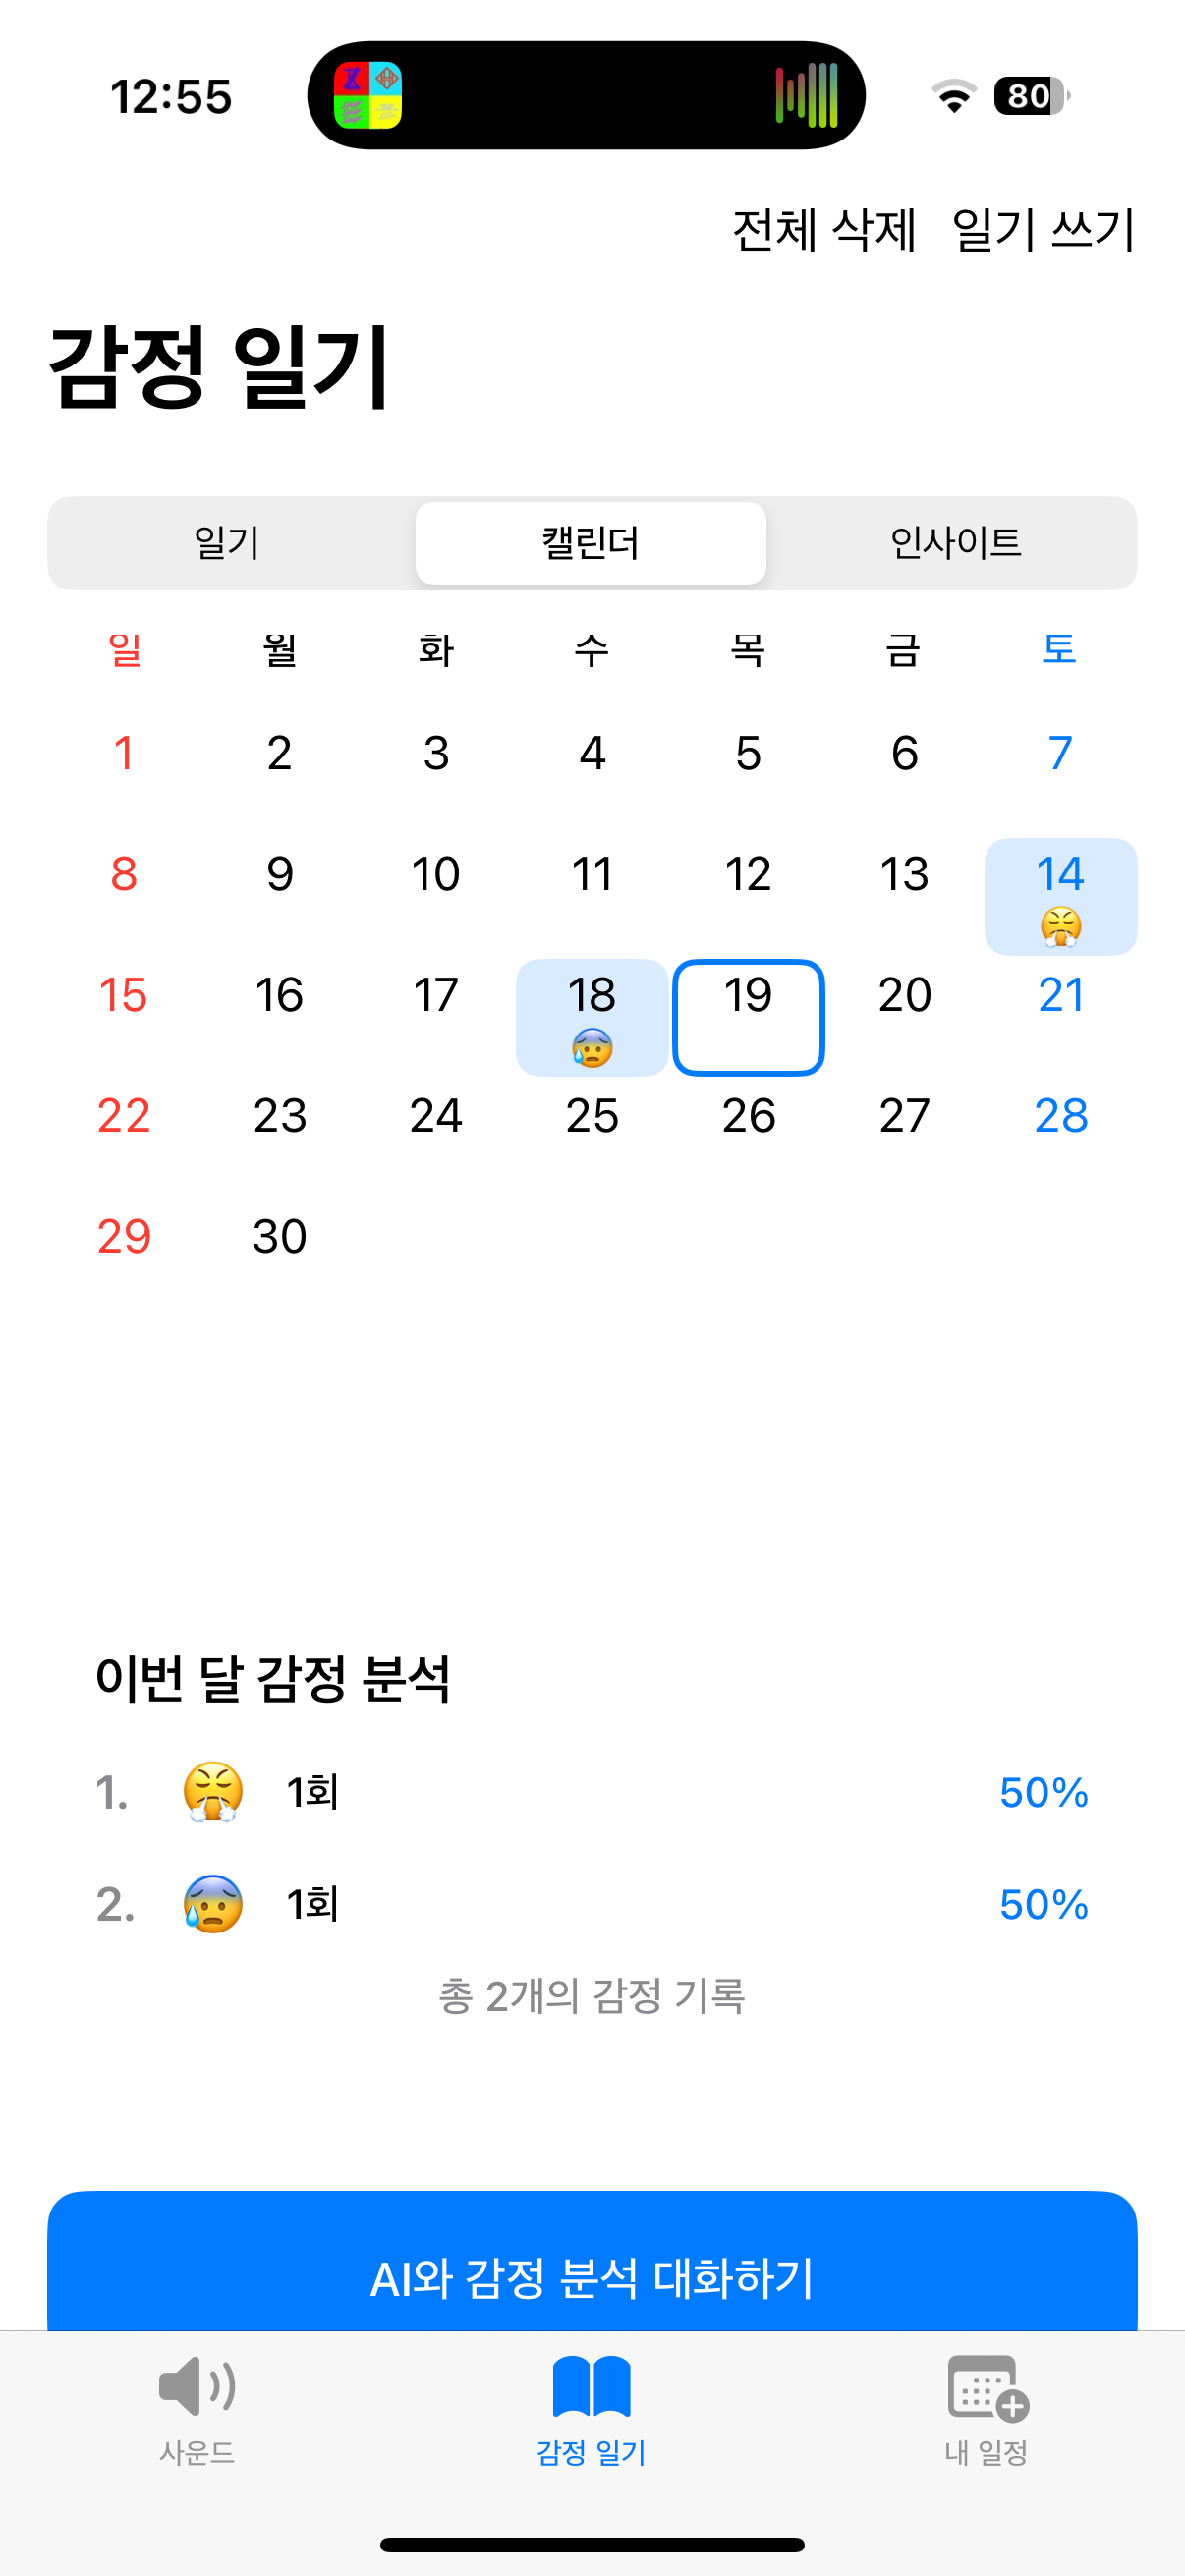 12:55
80
전체 삭제 일기 쓰기
감정 일기
일기 캘린더 인사이트
일 월 화 수 목 금 토
1 2 3 4 5 6 7
8 9 10 11 12 13 14
15 16 17 18 19 20 21
22 23 24 25 26 27 28
29 30
이번 달 감정 분석
1. 1회 50%
2. 1회 50%
총 2개의 감정 기록
AI와 감정 분석 대화하기
사운드 감정 일기 내 일정